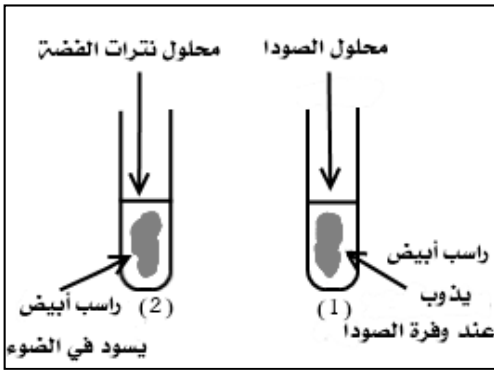 محلول الصودا
محلول نترات الفضة
راسب أبيض
يذوب
عند وفرة الصودا
(1)
(2)
راسب أبيض
يسود في الضوء